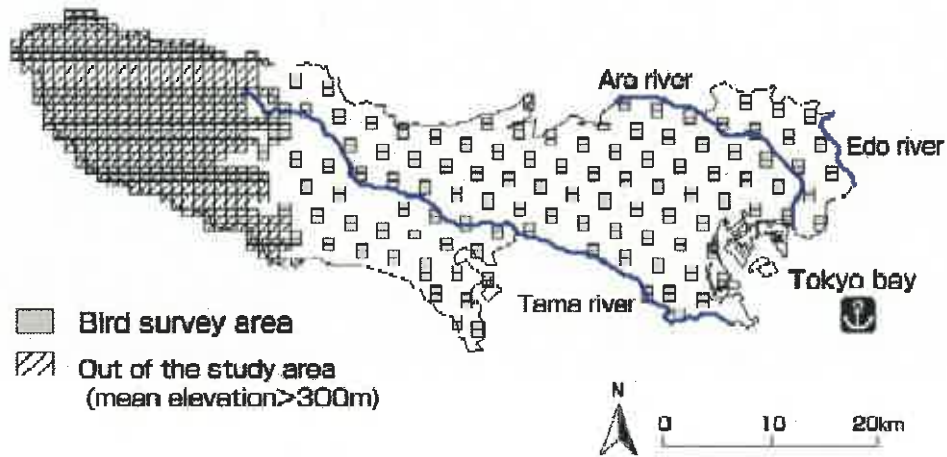 Ara river
Edo river
Tokyo bay
Tama river
Bird survey area
Out of the study area
(mean elevation>300m)
N
0 10 20km